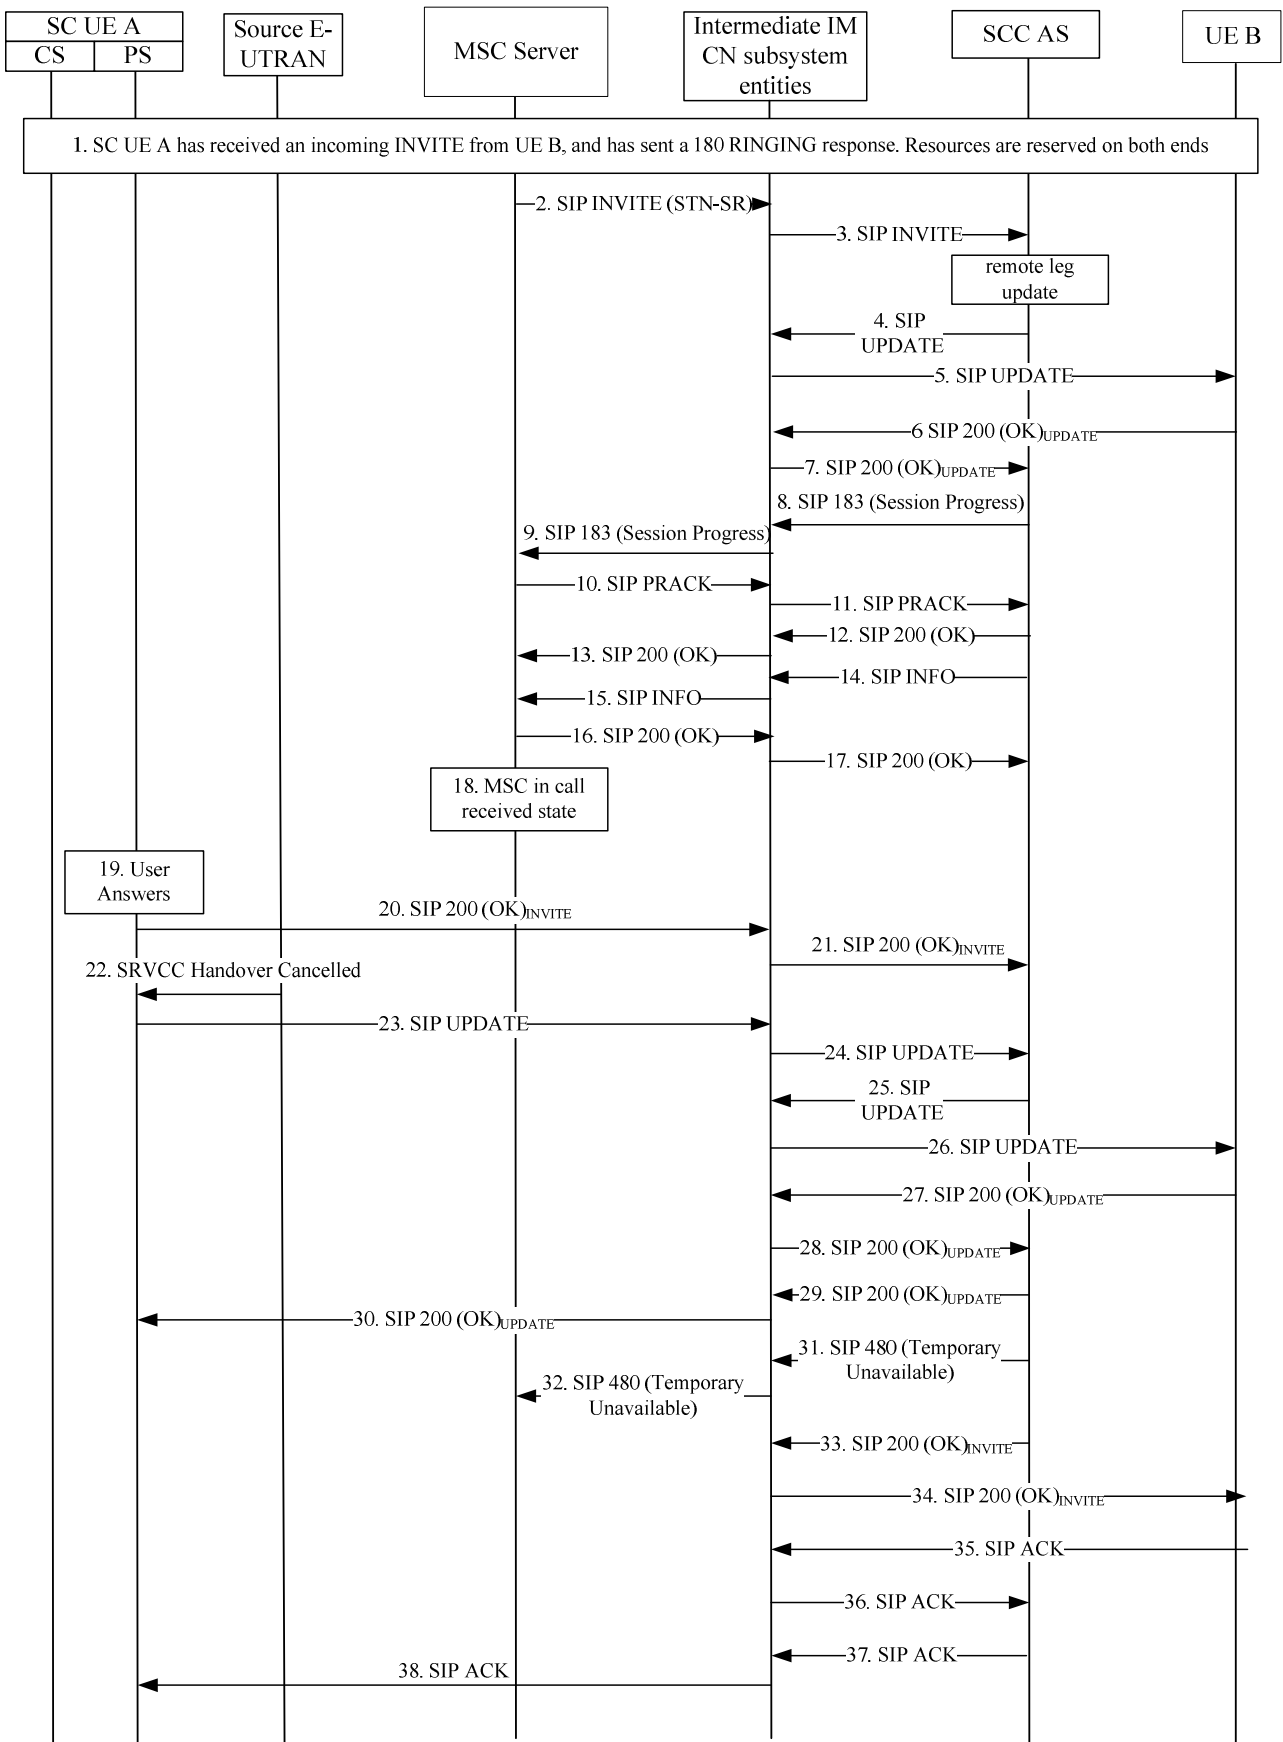 SC UE A
CS
PS
Source E-
UTRAN
MSC Server
Intermediate IM
CN subsystem
entities
SCC AS
UE B
1. SC UE A has received an incoming INVITE from UE B, and has sent a 180 RINGING response. Resources are reserved on both ends
2. SIP INVITE (STN-SR)
3. SIP INVITE
remote leg
update
4. SIP
UPDATE
5. SIP UPDATE
6 SIP 200 (OK)UPDATE
7. SIP 200 (OK)UPDATE
8. SIP 183 (Session Progress)
9. SIP 183 (Session Progress)
10. SIP PRACK
11. SIP PRACK
12. SIP 200 (OK)
13. SIP 200 (OK)
14. SIP INFO
15. SIP INFO
16. SIP 200 (OK)
17. SIP 200 (OK)
18. MSC in call
received state
19. User
Answers
20. SIP 200 (OK)INVITE
21. SIP 200 (OK)INVITE
22. SRVCC Handover Cancelled
23. SIP UPDATE
24. SIP UPDATE
25. SIP
UPDATE
26. SIP UPDATE
27. SIP 200 (OK)UPDATE
28. SIP 200 (OK)UPDATE
29. SIP 200 (OK)UPDATE
30. SIP 200 (OK)UPDATE
31. SIP 480 (Temporary
Unavailable)
32. SIP 480 (Temporary
Unavailable)
33. SIP 200 (OK)INVITE
34. SIP 200 (OK)INVITE
35. SIP ACK
36. SIP ACK
37. SIP ACK
38. SIP ACK